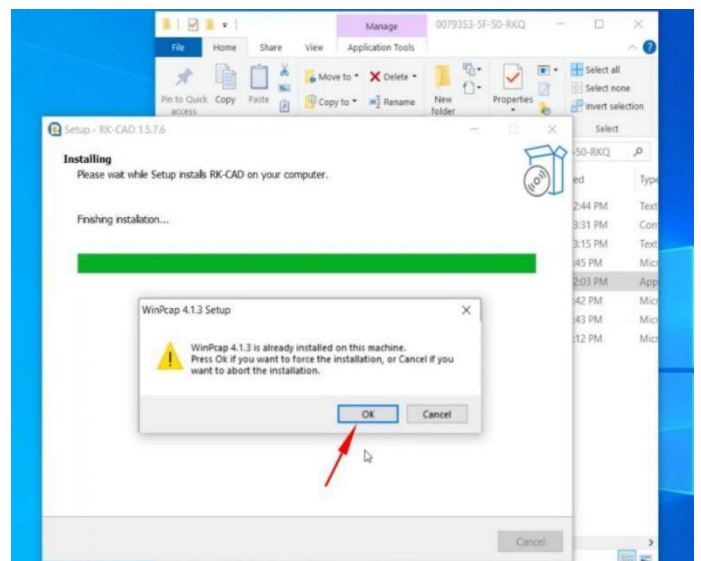 Manage
0079353-SF-50-RKQ
File
Home
Share
View
Application Tools
Pin to Quick access
Copy
Paste
Move to
Copy to
Delete
Rename
New folder
Properties
Select all
Select none
Invert selection
Select
Setup - RK-CAD 1.5.7.6
-50-RKQ
Installing
Please wait while Setup installs RK-CAD on your computer.
ed
Type
Finishing installation...
2:44 PM
Text
3:31 PM
Con
3:15 PM
Text
:45 PM
Micr
2:03 PM
App
:42 PM
Micr
:43 PM
Micr
:12 PM
Micr
WinPcap 4.1.3 Setup
WinPcap 4.1.3 is already installed on this machine.
Press Ok if you want to force the installation, or Cancel if you
want to abort the installation.
OK
Cancel
Cancel